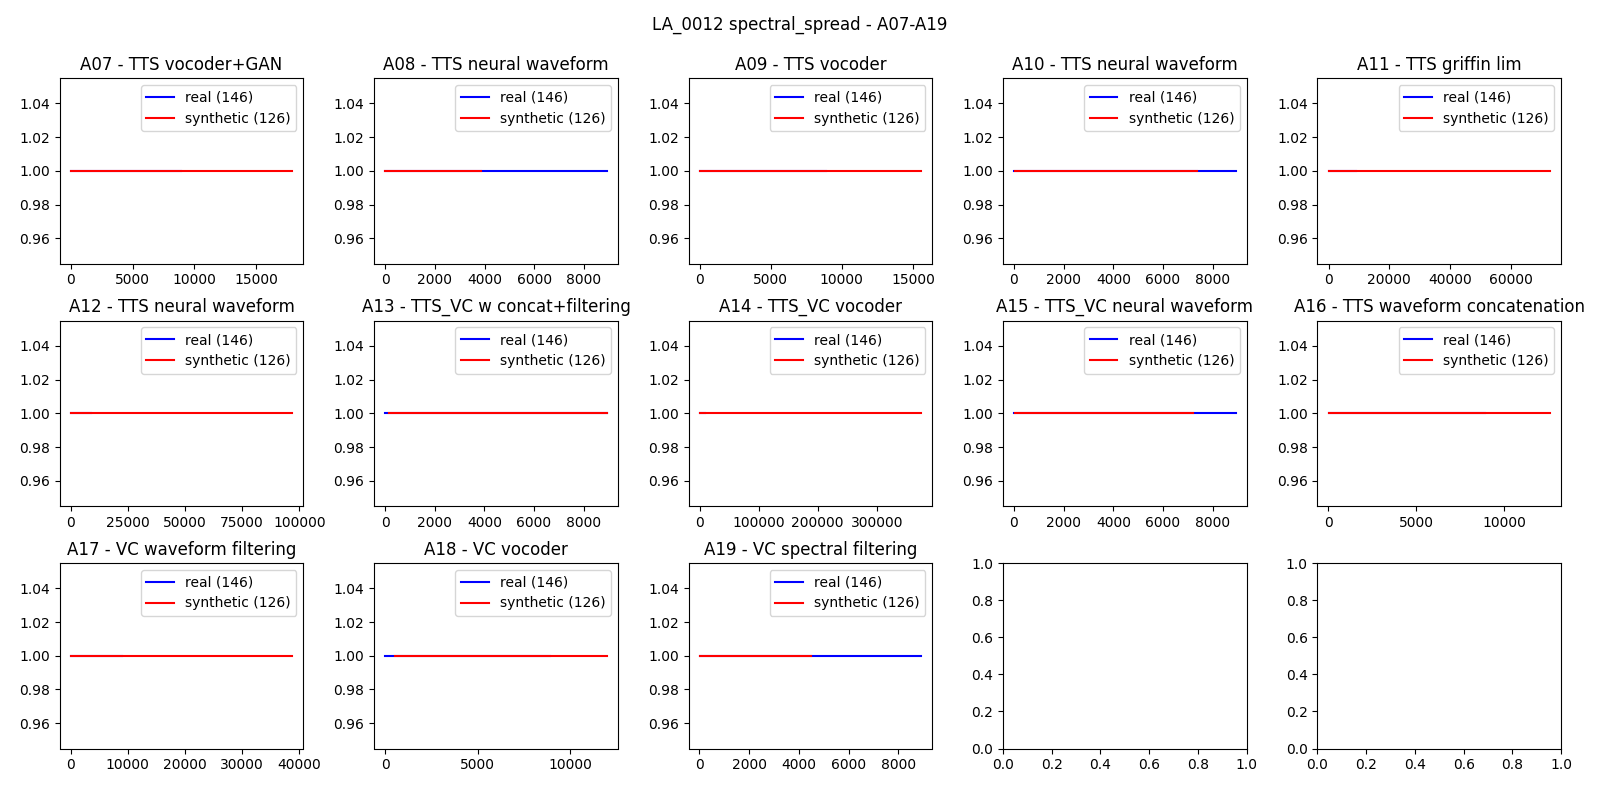 LA_0012 spectral_spread - A07-A19
A07 - TTS vocoder+GAN
real (146)
synthetic (126)
1.04
1.02
1.00
0.98
0.96
0 5000 10000 15000
A08 - TTS neural waveform
real (146)
synthetic (126)
1.04
1.02
1.00
0.98
0.96
0 2000 4000 6000 8000
A09 - TTS vocoder
real (146)
synthetic (126)
1.04
1.02
1.00
0.98
0.96
0 5000 10000 15000
A10 - TTS neural waveform
real (146)
synthetic (126)
1.04
1.02
1.00
0.98
0.96
0 2000 4000 6000 8000
A11 - TTS griffin lim
real (146)
synthetic (126)
1.04
1.02
1.00
0.98
0.96
0 20000 40000 60000
A12 - TTS neural waveform
real (146)
synthetic (126)
1.04
1.02
1.00
0.98
0.96
0 25000 50000 75000 100000
A13 - TTS_VC w concat+filtering
real (146)
synthetic (126)
1.04
1.02
1.00
0.98
0.96
0 2000 4000 6000 8000
A14 - TTS_VC vocoder
real (146)
synthetic (126)
1.04
1.02
1.00
0.98
0.96
0 100000 200000 300000
A15 - TTS_VC neural waveform
real (146)
synthetic (126)
1.04
1.02
1.00
0.98
0.96
0 2000 4000 6000 8000
A16 - TTS waveform concatenation
real (146)
synthetic (126)
1.04
1.02
1.00
0.98
0.96
0 5000 10000
A17 - VC waveform filtering
real (146)
synthetic (126)
1.04
1.02
1.00
0.98
0.96
0 10000 20000 30000 40000
A18 - VC vocoder
real (146)
synthetic (126)
1.04
1.02
1.00
0.98
0.96
0 5000 10000
A19 - VC spectral filtering
real (146)
synthetic (126)
1.04
1.02
1.00
0.98
0.96
0 2000 4000 6000 8000
1.0
0.8
0.6
0.4
0.2
0.0
0.0 0.2 0.4 0.6 0.8 1.0
1.0
0.8
0.6
0.4
0.2
0.0
0.0 0.2 0.4 0.6 0.8 1.0